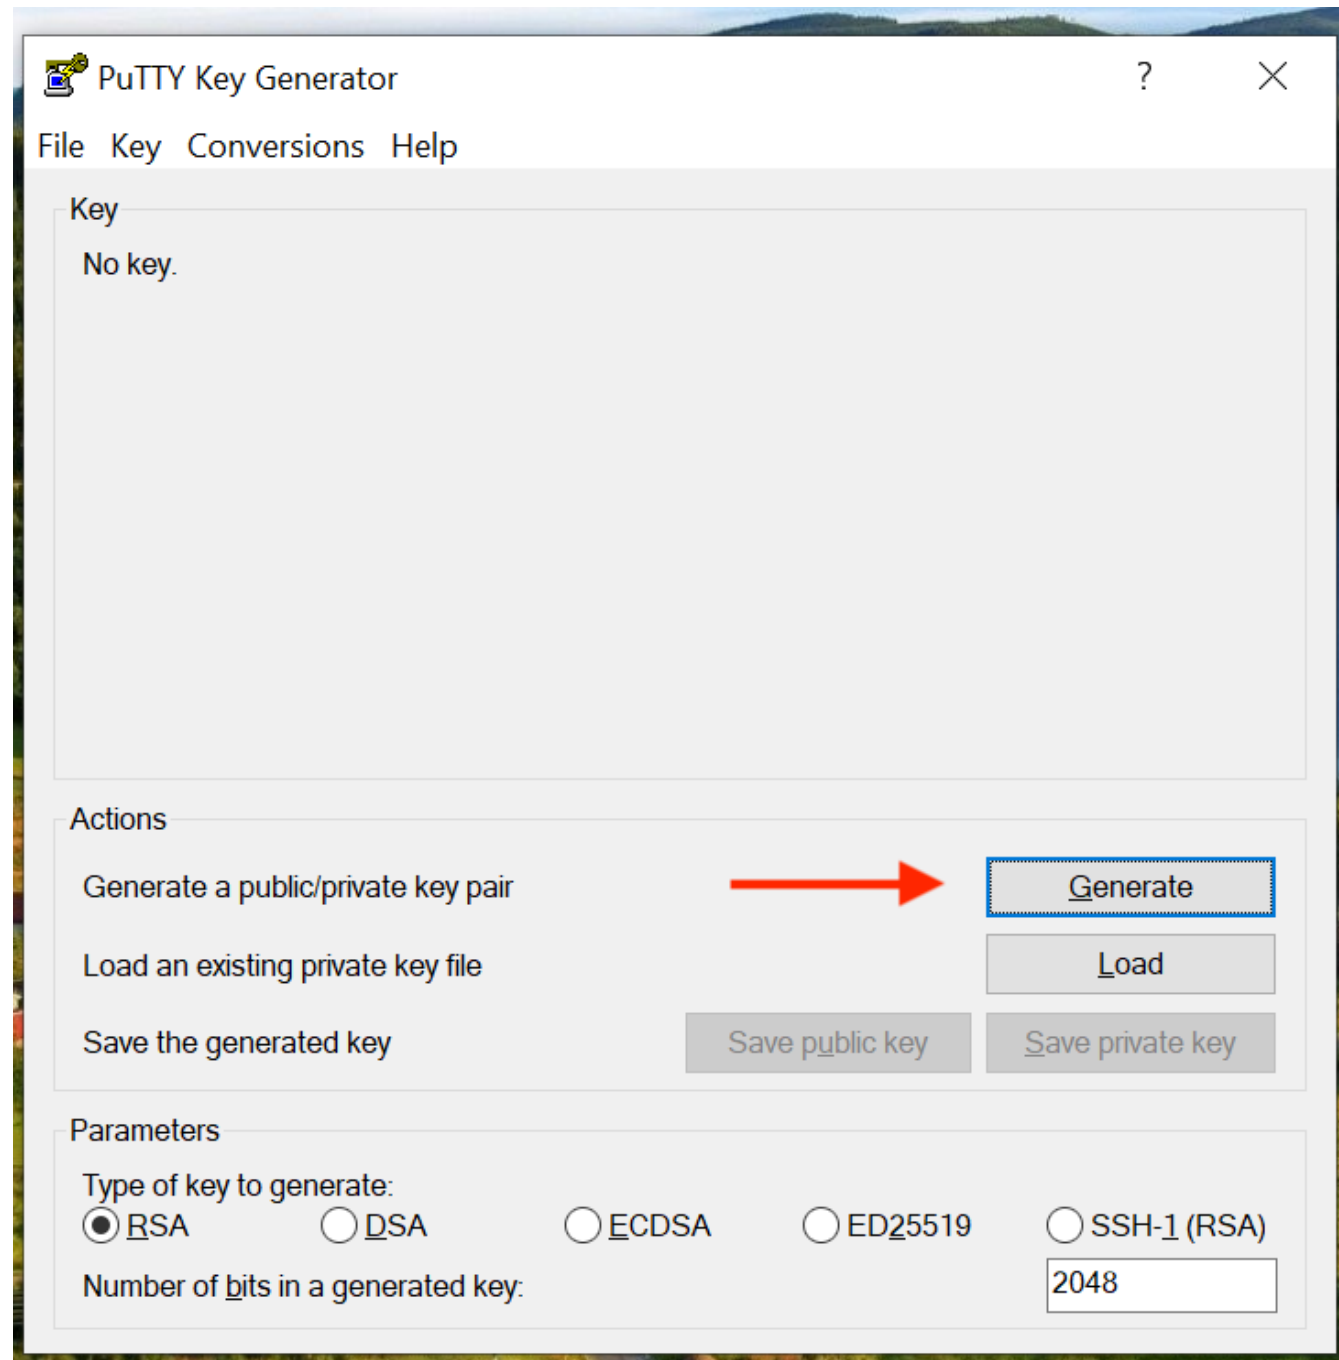 PuTTY Key Generator ?
File Key Conversions Help
Key
No key.
Actions
Generate a public/private key pair Generate
Load an existing private key file Load
Save the generated key Save public key Save private key
Parameters
Type of key to generate:
RSA DSA ECDSA ED25519 SSH-1 (RSA)
Number of bits in a generated key: 2048